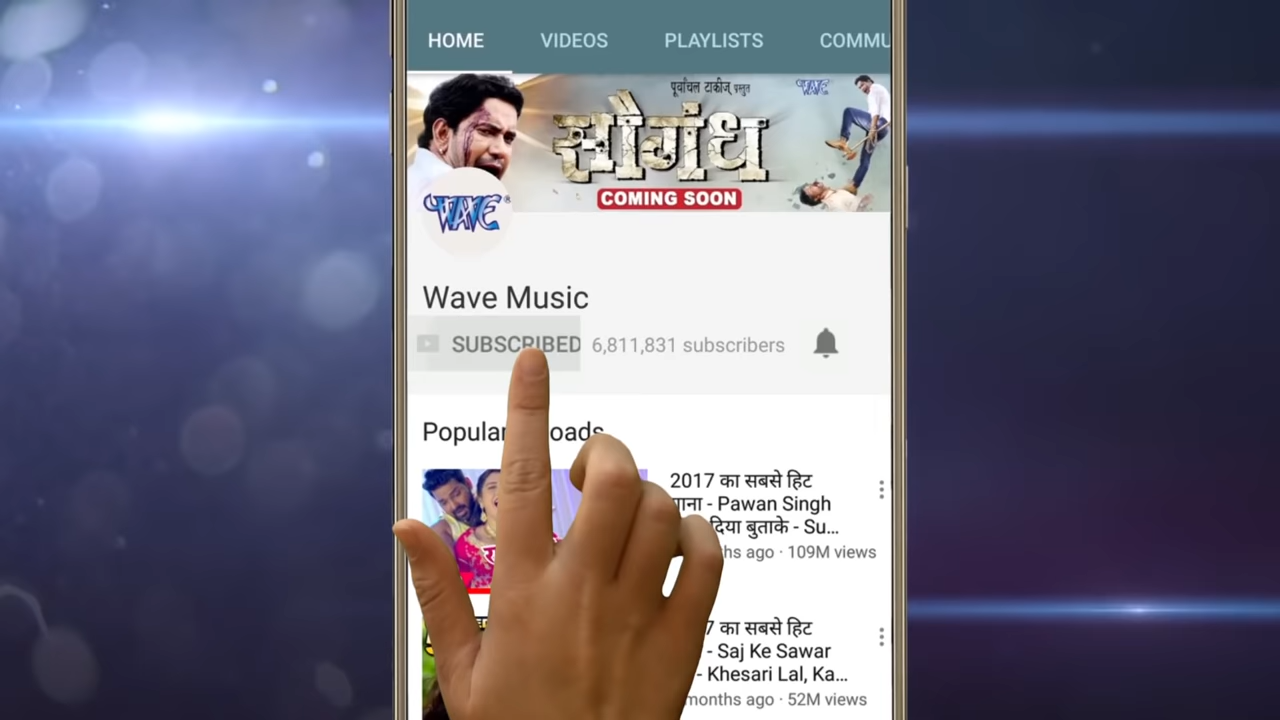 HOME VIDEOS PLAYLISTS COMMU
पूर्वांचल टाकीज् प्रस्तुत
WAVE
सौगंध
COMING SOON
WAVE®
Wave Music
SUBSCRIBED 6,811,831 subscribers
Popular oads
2017 का सबसे हिट
गाना - Pawan Singh
दिया बुताके - Su...
hs ago · 109M views
7 का सबसे हिट
- Saj Ke Sawar
- Khesari Lal, Ka...
months ago · 52M views